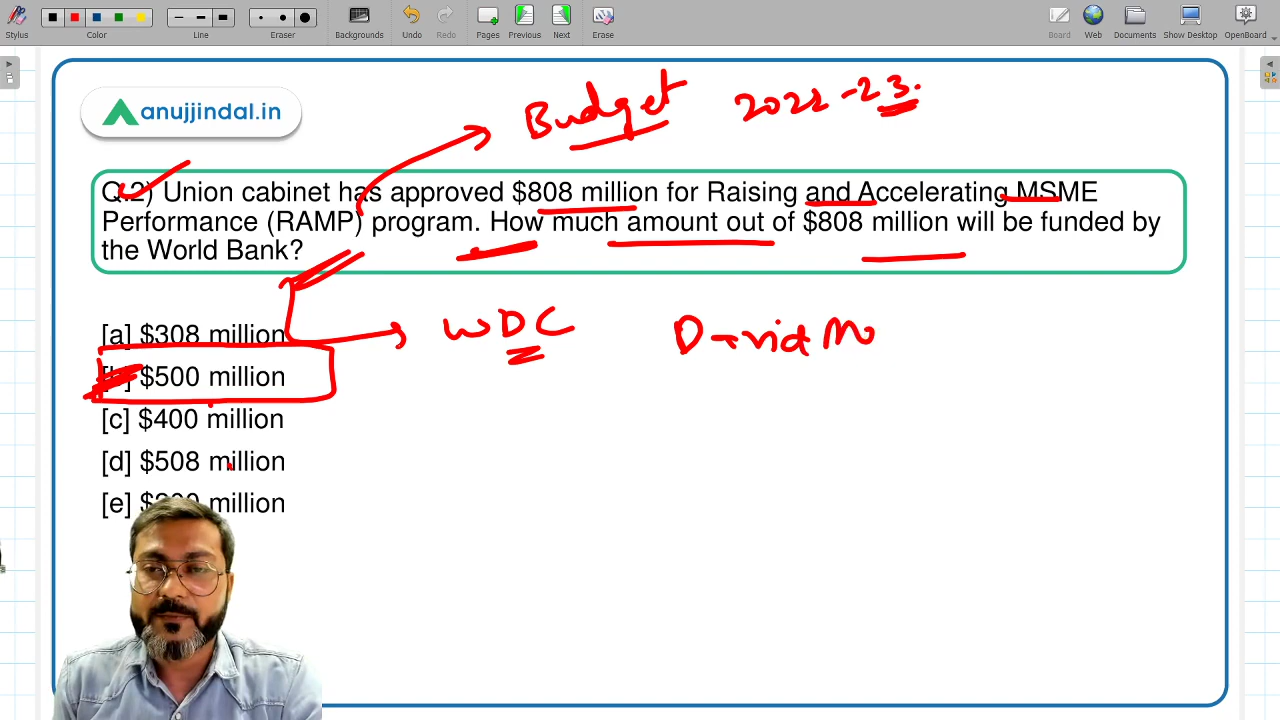 Stylus Color Line Eraser Backgrounds Undo Redo Pages Previous Next Erase Board Web Documents Show Desktop OpenBoard
anujjindal.in
Budget 2022-23.
Q.2) Union cabinet has approved $808 million for Raising and Accelerating MSME
Performance (RAMP) program. How much amount out of $808 million will be funded by
the World Bank?
[a] $308 million
WDC David M
[b] $500 million
[c] $400 million
[d] $508 million
[e] million